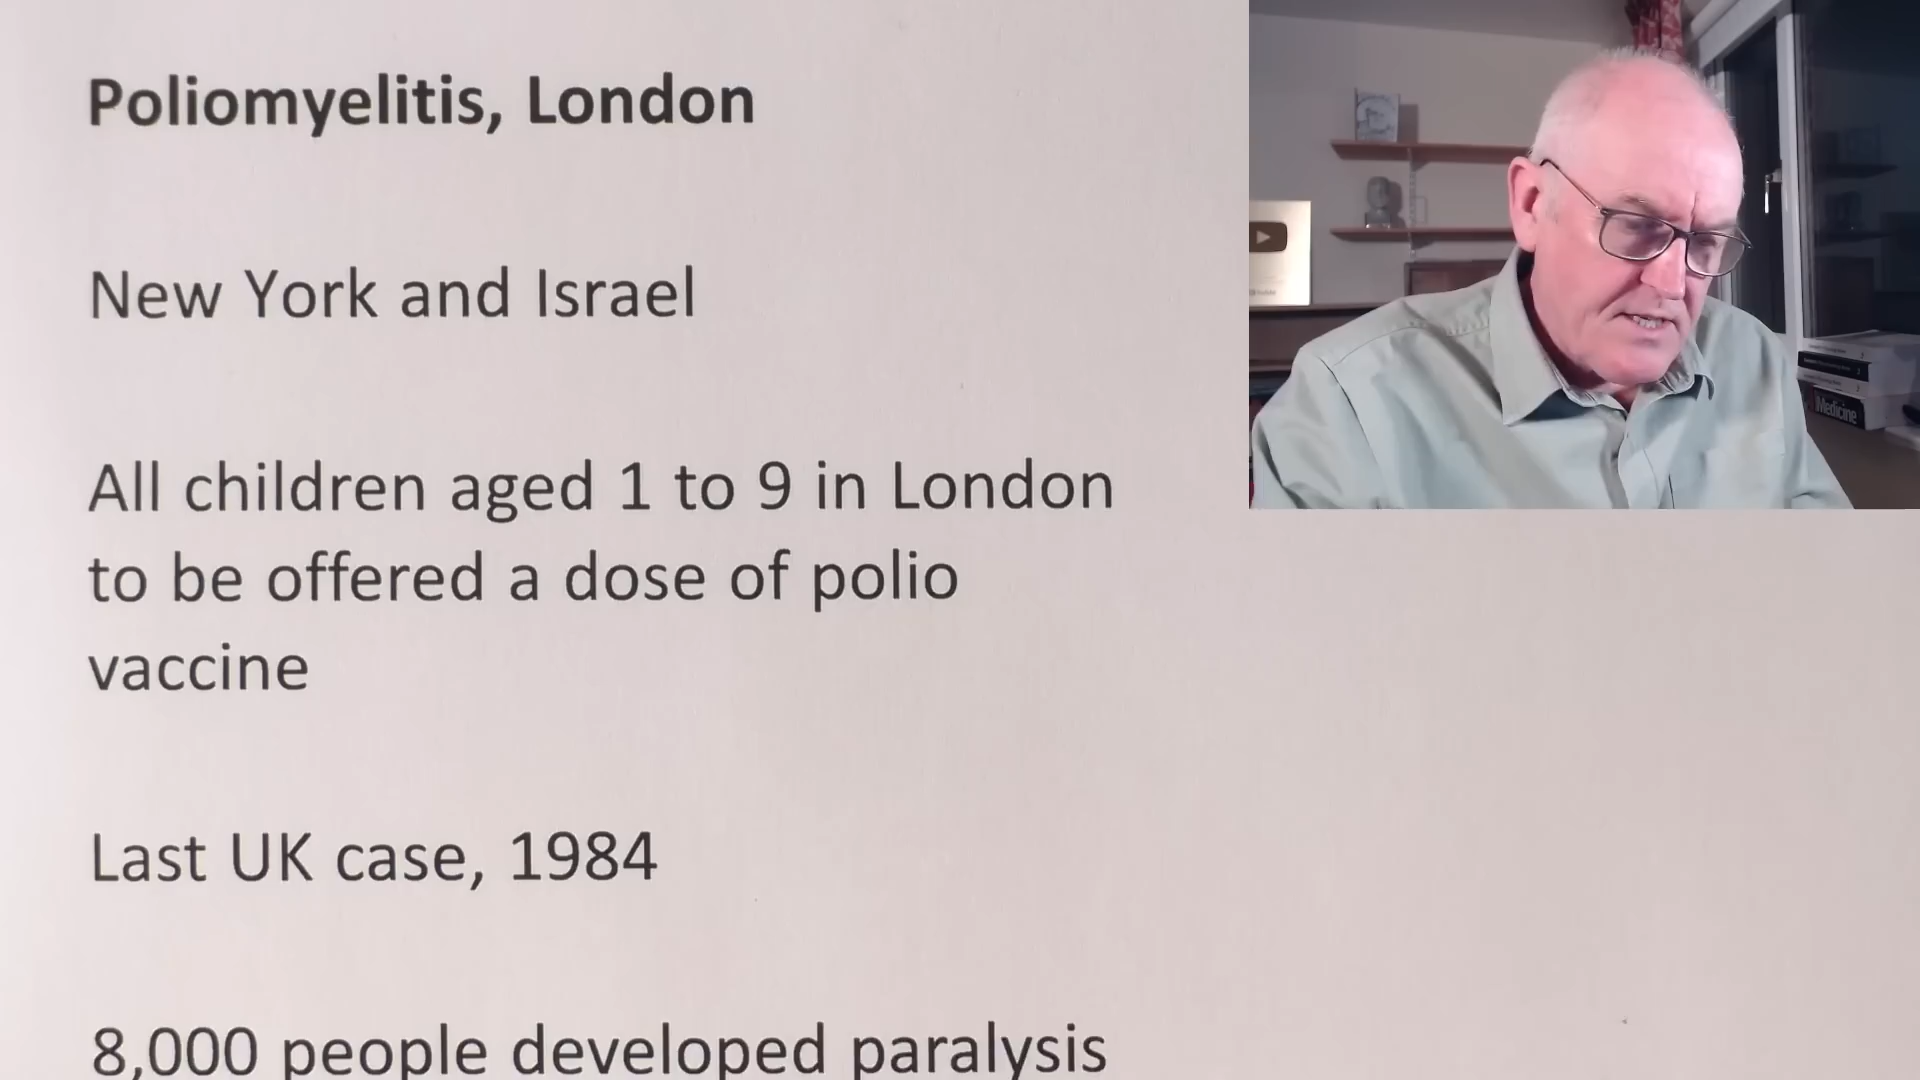 Poliomyelitis, London
New York and Israel
All children aged 1 to 9 in London
to be offered a dose of polio
vaccine
Last UK case, 1984
8,000 people developed paralysis
Medicine